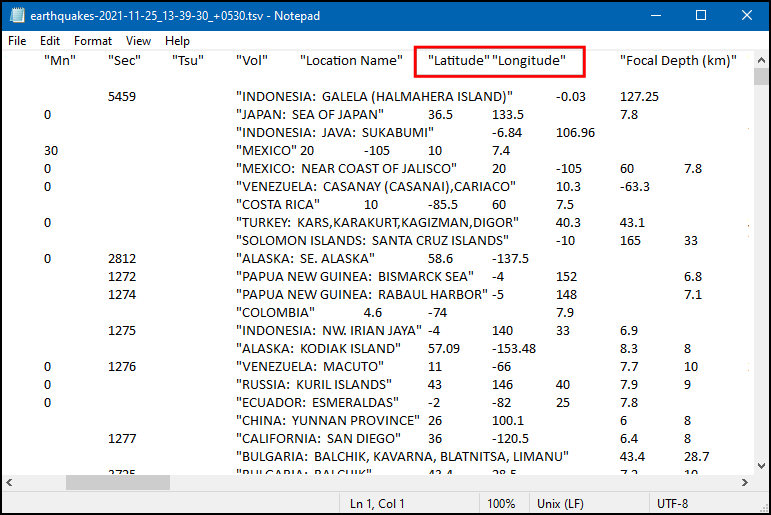 earthquakes-2021-11-25_13-39-30_+0530.tsv - Notepad
File Edit Format View Help
"Mn" "Sec" "Tsu" "Vol" "Location Name" "Latitude" "Longitude" "Focal Depth (km)"
5459 "INDONESIA: GALELA (HALMAHERA ISLAND)" -0.03 127.25
0 "JAPAN: SEA OF JAPAN" 36.5 133.5 7.8
"INDONESIA: JAVA: SUKABUMI" -6.84 106.96
30 "MEXICO" 20 -105 10 7.4
0 "MEXICO: NEAR COAST OF JALISCO" 20 -105 60 7.8
0 "VENEZUELA: CASANAY (CASANAI),CARIACO" 10.3 -63.3
"COSTA RICA" 10 -85.5 60 7.5
0 "TURKEY: KARS,KARAKURT,KAGIZMAN,DIGOR" 40.3 43.1
"SOLOMON ISLANDS: SANTA CRUZ ISLANDS" -10 165 33
0 2812 "ALASKA: SE. ALASKA" 58.6 -137.5
1272 "PAPUA NEW GUINEA: BISMARCK SEA" -4 152 6.8
1274 "PAPUA NEW GUINEA: RABAUL HARBOR" -5 148 7.1
"COLOMBIA" 4.6 -74 7.9
1275 "INDONESIA: NW. IRIAN JAYA" -4 140 33 6.9
"ALASKA: KODIAK ISLAND" 57.09 -153.48 8.3 8
0 1276 "VENEZUELA: MACUTO" 11 -66 7.7 10
0 "RUSSIA: KURIL ISLANDS" 43 146 40 7.9 9
0 "ECUADOR: ESMERALDAS" -2 -82 25 7.8
"CHINA: YUNNAN PROVINCE" 26 100.1 6 8
1277 "CALIFORNIA: SAN DIEGO" 36 -120.5 6.4 8
"BULGARIA: BALCHIK, KAVARNA, BLATNITSA, LIMANU" 43.4 28.7
3725 "BULGARIA: BALCHIK" 43.4 28.5 7.2 10
Ln 1, Col 1 100% Unix (LF) UTF-8